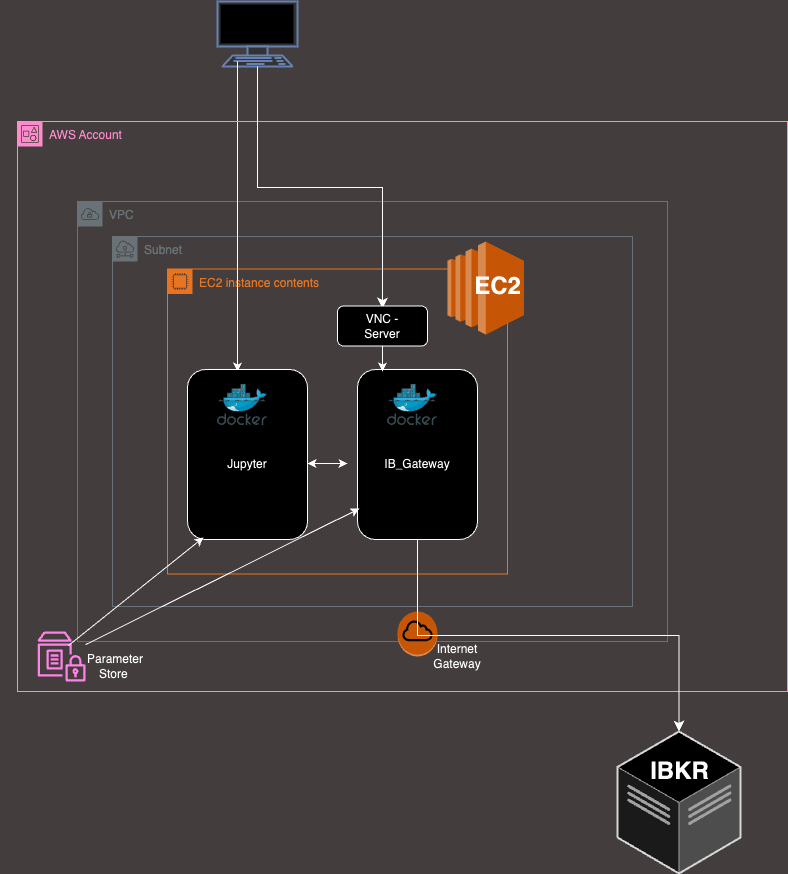 AWS Account
VPC
Subnet
EC2 instance contents
EC2
VNC -
Server
docker
docker
Jupyter
IB_Gateway
Parameter
Store
Internet
Gateway
IBKR